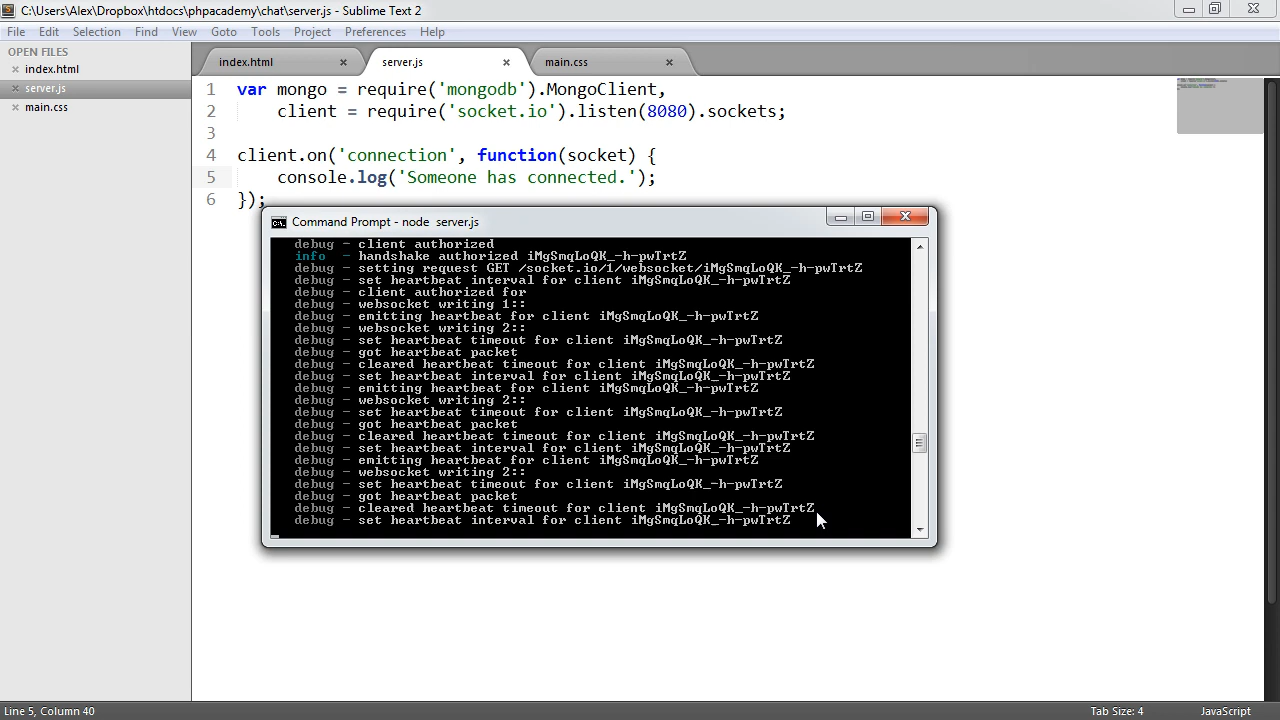 C:\Users\Alex\Dropbox\htdocs\phpacademy\chat\server.js - Sublime Text 2
File Edit Selection Find View Goto Tools Project Preferences Help
OPEN FILES
index.html
server.js
main.css
index.html server.js main.css
1 var mongo = require('mongodb').MongoClient,
2 client = require('socket.io').listen(8080).sockets;
3
4 client.on('connection', function(socket) {
5 console.log('Someone has connected.');
6 });
Command Prompt - node server.js
debug - client authorized
info - handshake authorized iMgSmqLoQK_-h-pwTrtZ
debug - setting request GET /socket.io/1/websocket/iMgSmqLoQK_-h-pwTrtZ
debug - set heartbeat interval for client iMgSmqLoQK_-h-pwTrtZ
debug - client authorized for
debug - websocket writing 1::
debug - emitting heartbeat for client iMgSmqLoQK_-h-pwTrtZ
debug - websocket writing 2::
debug - set heartbeat timeout for client iMgSmqLoQK_-h-pwTrtZ
debug - got heartbeat packet
debug - cleared heartbeat timeout for client iMgSmqLoQK_-h-pwTrtZ
debug - set heartbeat interval for client iMgSmqLoQK_-h-pwTrtZ
debug - emitting heartbeat for client iMgSmqLoQK_-h-pwTrtZ
debug - websocket writing 2::
debug - set heartbeat timeout for client iMgSmqLoQK_-h-pwTrtZ
debug - got heartbeat packet
debug - cleared heartbeat timeout for client iMgSmqLoQK_-h-pwTrtZ
debug - set heartbeat interval for client iMgSmqLoQK_-h-pwTrtZ
debug - emitting heartbeat for client iMgSmqLoQK_-h-pwTrtZ
debug - websocket writing 2::
debug - set heartbeat timeout for client iMgSmqLoQK_-h-pwTrtZ
debug - got heartbeat packet
debug - cleared heartbeat timeout for client iMgSmqLoQK_-h-pwTrtZ
debug - set heartbeat interval for client iMgSmqLoQK_-h-pwTrtZ
Line 5, Column 40 Tab Size: 4 JavaScript